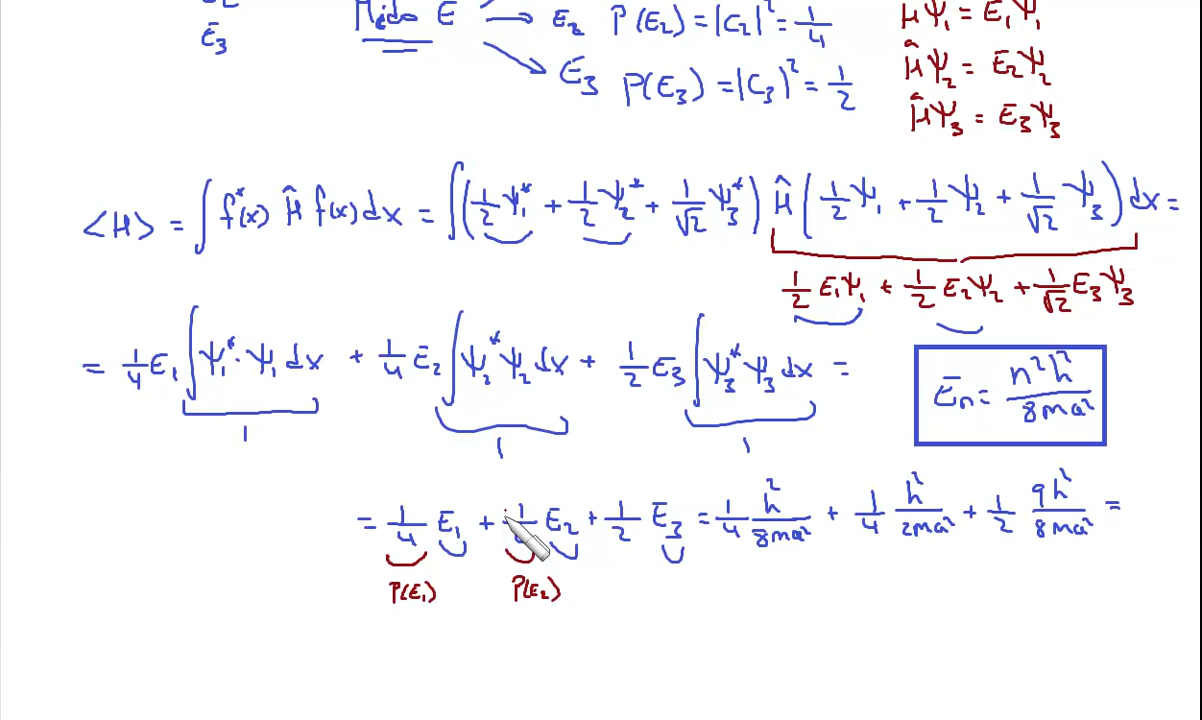 E₃ Mido E → E₂ P(E₂) = |C₂|² = 1/4 ĤΨ₁ = E₁Ψ₁
E₃ P(E₃) = |C₃|² = 1/2 ĤΨ₂ = E₂Ψ₂
ĤΨ₃ = E₃Ψ₃
<H> = ∫ f*(x) Ĥ f(x) dx = ∫ (1/2 Ψ₁* + 1/2 Ψ₂* + 1/√2 Ψ₃*) Ĥ (1/2 Ψ₁ + 1/2 Ψ₂ + 1/√2 Ψ₃) dx =
1/2 E₁Ψ₁ + 1/2 E₂Ψ₂ + 1/√2 E₃Ψ₃
= 1/4 E₁ ∫ Ψ₁* · Ψ₁ dx + 1/4 E₂ ∫ Ψ₂* Ψ₂ dx + 1/2 E₃ ∫ Ψ₃* Ψ₃ dx = Eₙ = n²h²/8ma²
1 1 1
= 1/4 E₁ + 1/4 E₂ + 1/2 E₃ = 1/4 h²/8ma² + 1/4 h²/2ma² + 1/2 9h²/8ma² =
P(E₁) P(E₂)